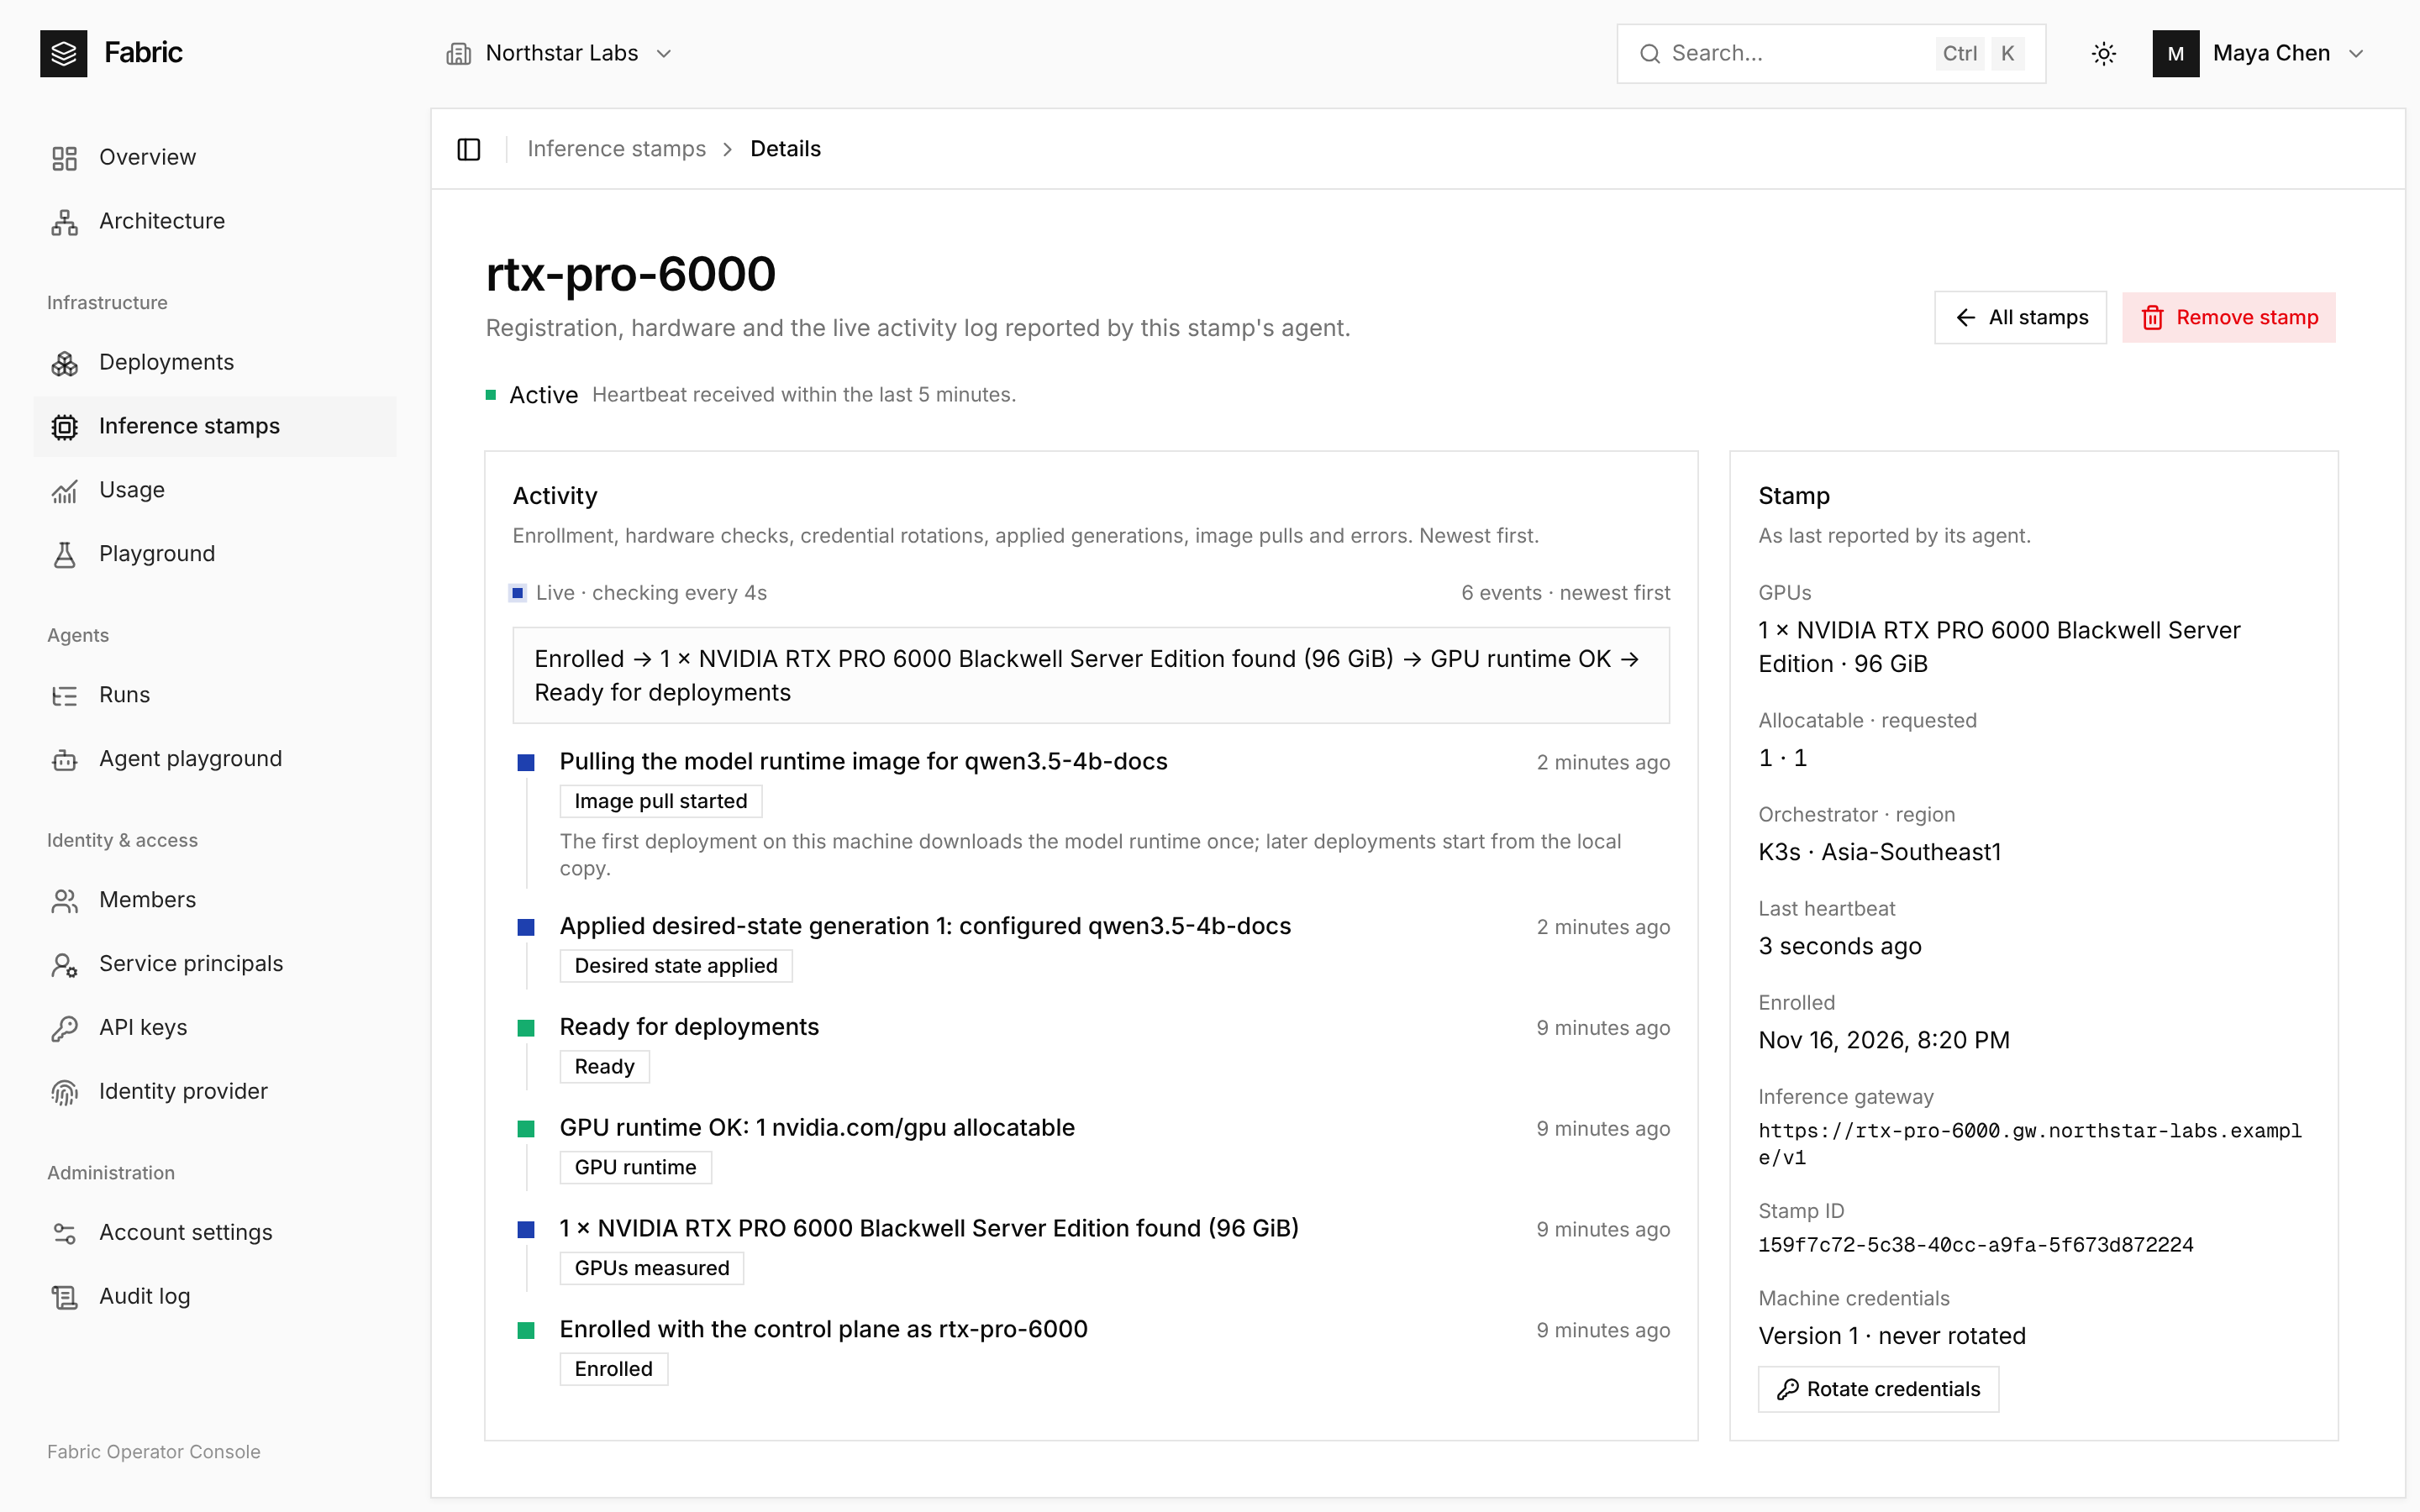 Fabric
Northstar Labs
Search...
Ctrl K
M
Maya Chen
Overview
Architecture
Infrastructure
Deployments
Inference stamps
Usage
Playground
Agents
Runs
Agent playground
Identity & access
Members
Service principals
API keys
Identity provider
Administration
Account settings
Audit log
Fabric Operator Console
Inference stamps > Details
rtx-pro-6000
Registration, hardware and the live activity log reported by this stamp's agent.
← All stamps
Remove stamp
Active Heartbeat received within the last 5 minutes.
Activity
Enrollment, hardware checks, credential rotations, applied generations, image pulls and errors. Newest first.
Live · checking every 4s
6 events · newest first
Enrolled → 1 × NVIDIA RTX PRO 6000 Blackwell Server Edition found (96 GiB) → GPU runtime OK →
Ready for deployments
Pulling the model runtime image for qwen3.5-4b-docs
2 minutes ago
Image pull started
The first deployment on this machine downloads the model runtime once; later deployments start from the local
copy.
Applied desired-state generation 1: configured qwen3.5-4b-docs
2 minutes ago
Desired state applied
Ready for deployments
9 minutes ago
Ready
GPU runtime OK: 1 nvidia.com/gpu allocatable
9 minutes ago
GPU runtime
1 × NVIDIA RTX PRO 6000 Blackwell Server Edition found (96 GiB)
9 minutes ago
GPUs measured
Enrolled with the control plane as rtx-pro-6000
9 minutes ago
Enrolled
Stamp
As last reported by its agent.
GPUs
1 × NVIDIA RTX PRO 6000 Blackwell Server
Edition · 96 GiB
Allocatable · requested
1 · 1
Orchestrator · region
K3s · Asia-Southeast1
Last heartbeat
3 seconds ago
Enrolled
Nov 16, 2026, 8:20 PM
Inference gateway
https://rtx-pro-6000.gw.northstar-labs.exampl
e/v1
Stamp ID
159f7c72-5c38-40cc-a9fa-5f673d872224
Machine credentials
Version 1 · never rotated
Rotate credentials